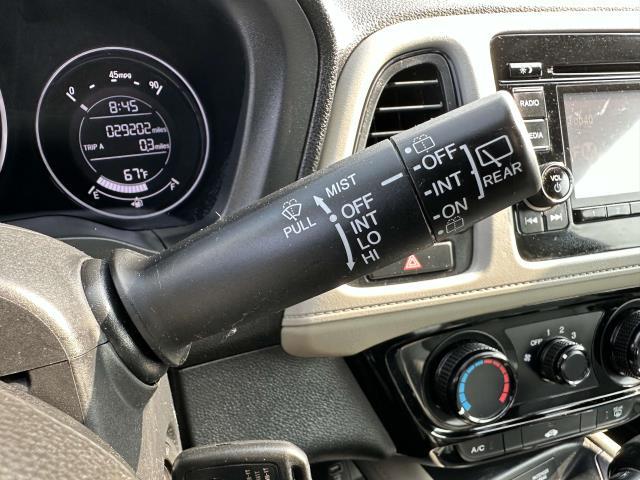 0 45mpg 90
8:45
029202 miles
TRIP A 0.3 miles
67°F
E F
MIST
PULL
OFF
INT
LO
HI
OFF
INT
ON
REAR
RADIO
MEDIA
VOL
OFF 1 2 3
A/C